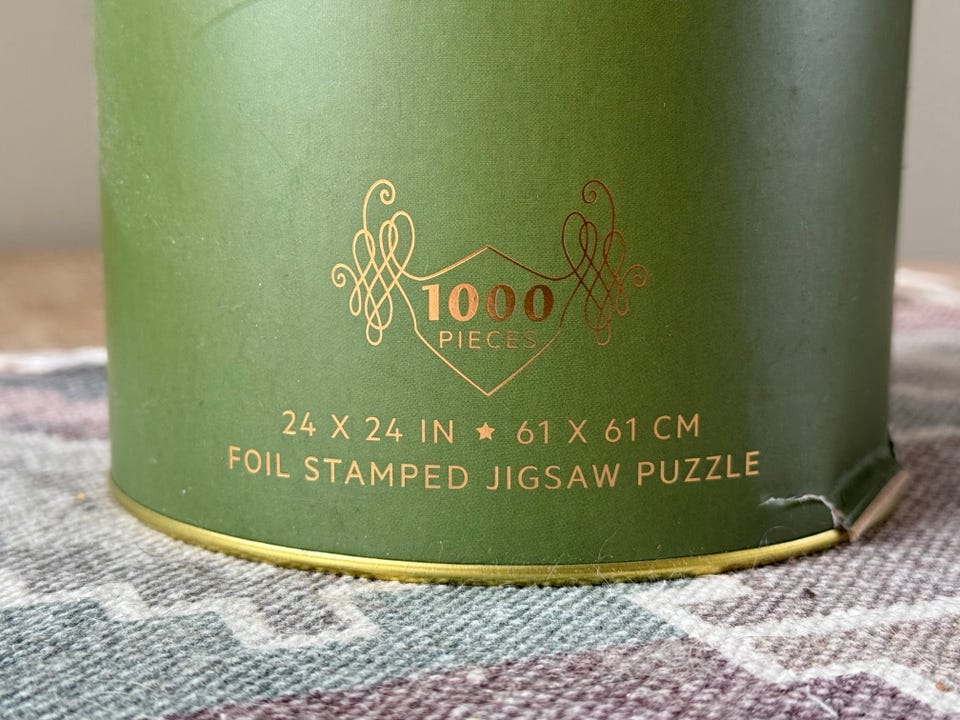 1000
PIECES
24 X 24 IN ★ 61 X 61 CM
FOIL STAMPED JIGSAW PUZZLE